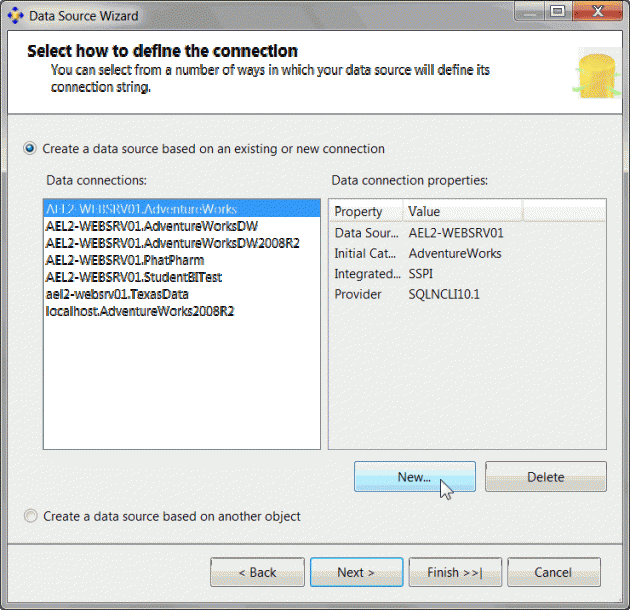 Data Source Wizard
Select how to define the connection
You can select from a number of ways in which your data source will define its
connection string.
Create a data source based on an existing or new connection
Data connections:
Data connection properties:
AEL2-WEBSRV01.AdventureWorks
AEL2-WEBSRV01.AdventureWorksDW
AEL2-WEBSRV01.AdventureWorksDW2008R2
AEL2-WEBSRV01.PhatPharm
AEL2-WEBSRV01.StudentBITest
ael2-websrv01.TexasData
localhost.AdventureWorks2008R2
Property Value
Data Sour... AEL2-WEBSRV01
Initial Cat... AdventureWorks
Integrated... SSPI
Provider SQLNCLI10.1
New... Delete
Create a data source based on another object
< Back Next > Finish >>| Cancel